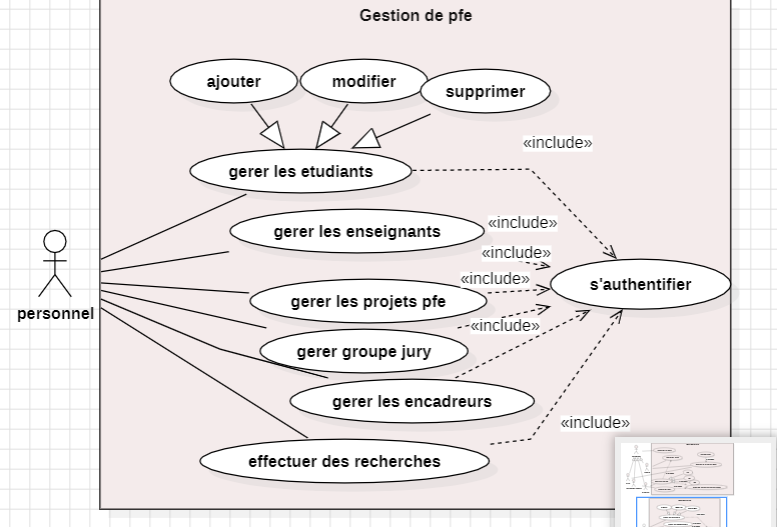 Gestion de pfe
ajouter
modifier
supprimer
«include»
gerer les etudiants
«include»
gerer les enseignants
«include»
«include»
s'authentifier
gerer les projets pfe
personnel
«include»
gerer groupe jury
gerer les encadreurs
«include»
effectuer des recherches